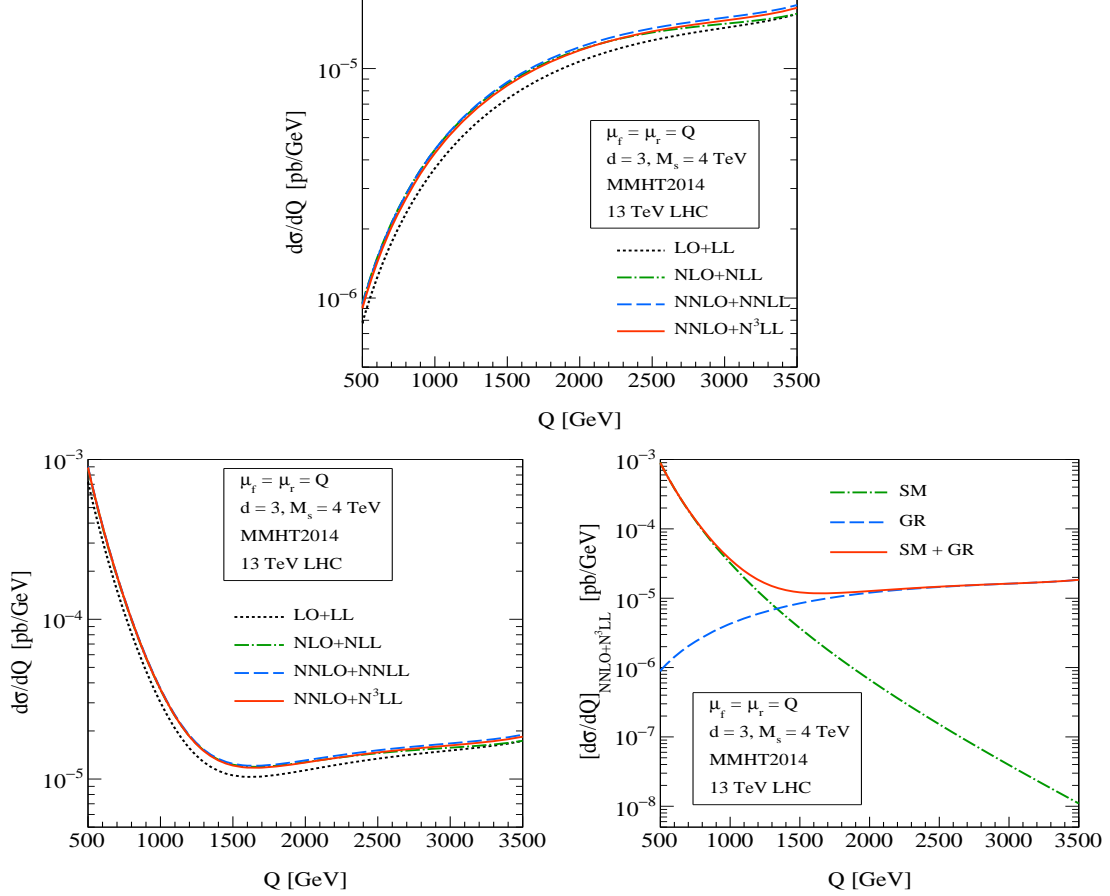 dσ/dQ [pb/GeV]
10⁻⁵
10⁻⁶
μ_f = μ_r = Q
d = 3, M_s = 4 TeV
MMHT2014
13 TeV LHC
LO+LL
NLO+NLL
NNLO+NNLL
NNLO+N³LL
500 1000 1500 2000 2500 3000 3500
Q [GeV]
dσ/dQ [pb/GeV]
10⁻³
10⁻⁴
10⁻⁵
μ_f = μ_r = Q
d = 3, M_s = 4 TeV
MMHT2014
13 TeV LHC
LO+LL
NLO+NLL
NNLO+NNLL
NNLO+N³LL
500 1000 1500 2000 2500 3000 3500
Q [GeV]
[dσ/dQ]_NNLO+N³LL [pb/GeV]
10⁻³
10⁻⁴
10⁻⁵
10⁻⁶
10⁻⁷
10⁻⁸
SM
GR
SM + GR
μ_f = μ_r = Q
d = 3, M_s = 4 TeV
MMHT2014
13 TeV LHC
500 1000 1500 2000 2500 3000 3500
Q [GeV]